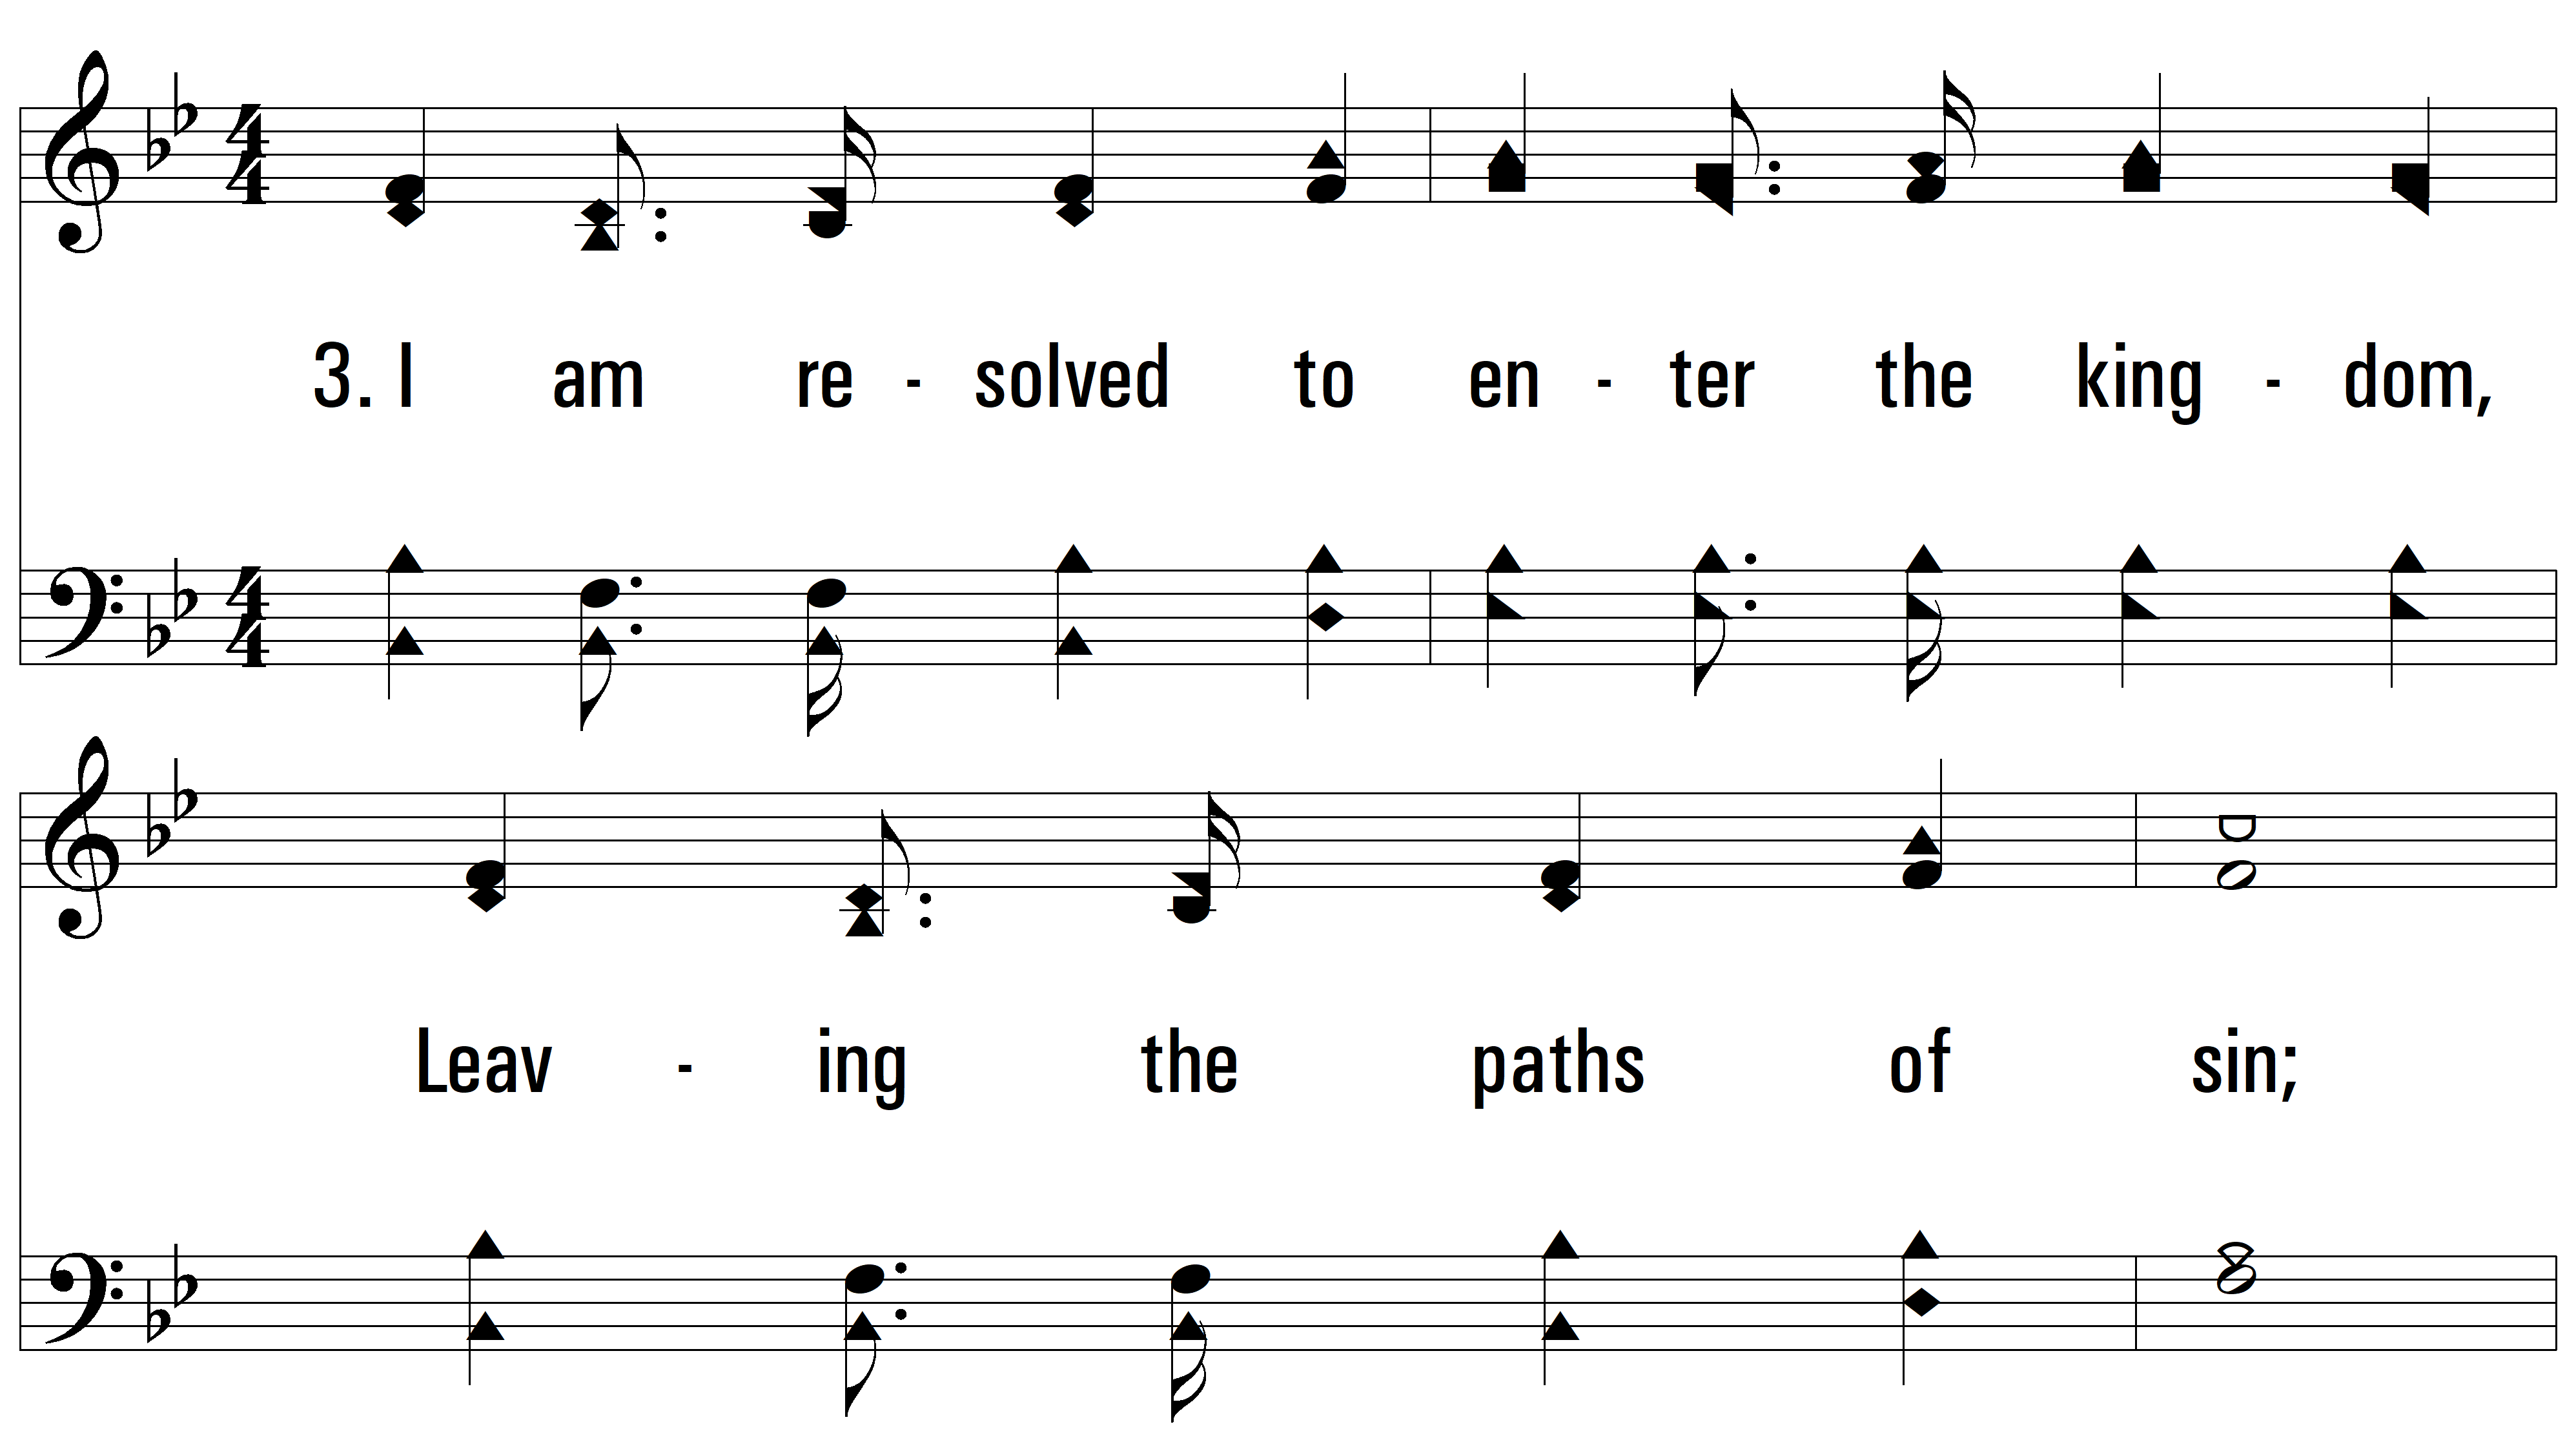 3. I am re - solved to en - ter the king - dom,
Leav - ing the paths of sin;